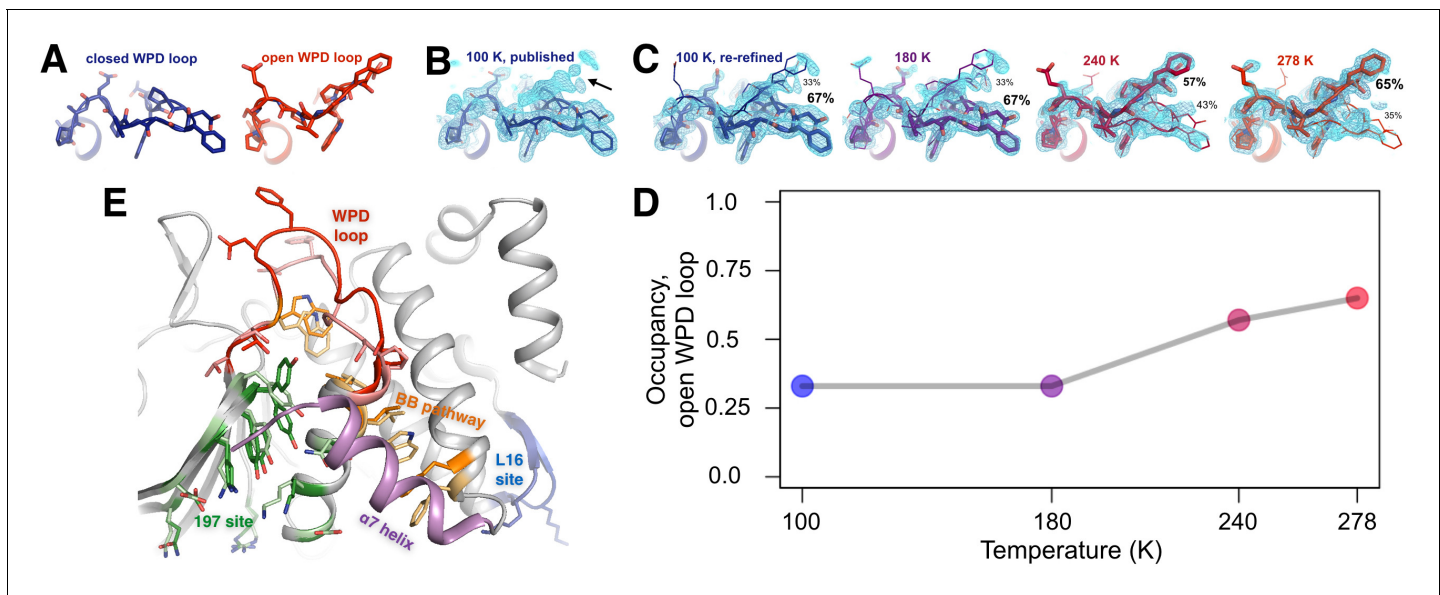 A
closed WPD loop
open WPD loop
B
100 K, published
C
100 K, re-refined
33%
67%
180 K
33%
67%
240 K
57%
43%
278 K
65%
35%
E
WPD
loop
BB pathway
L16
site
197 site
α7 helix
D
Occupancy,
open WPD loop
1.0
0.75
0.5
0.25
0.0
100
180
240
278
Temperature (K)